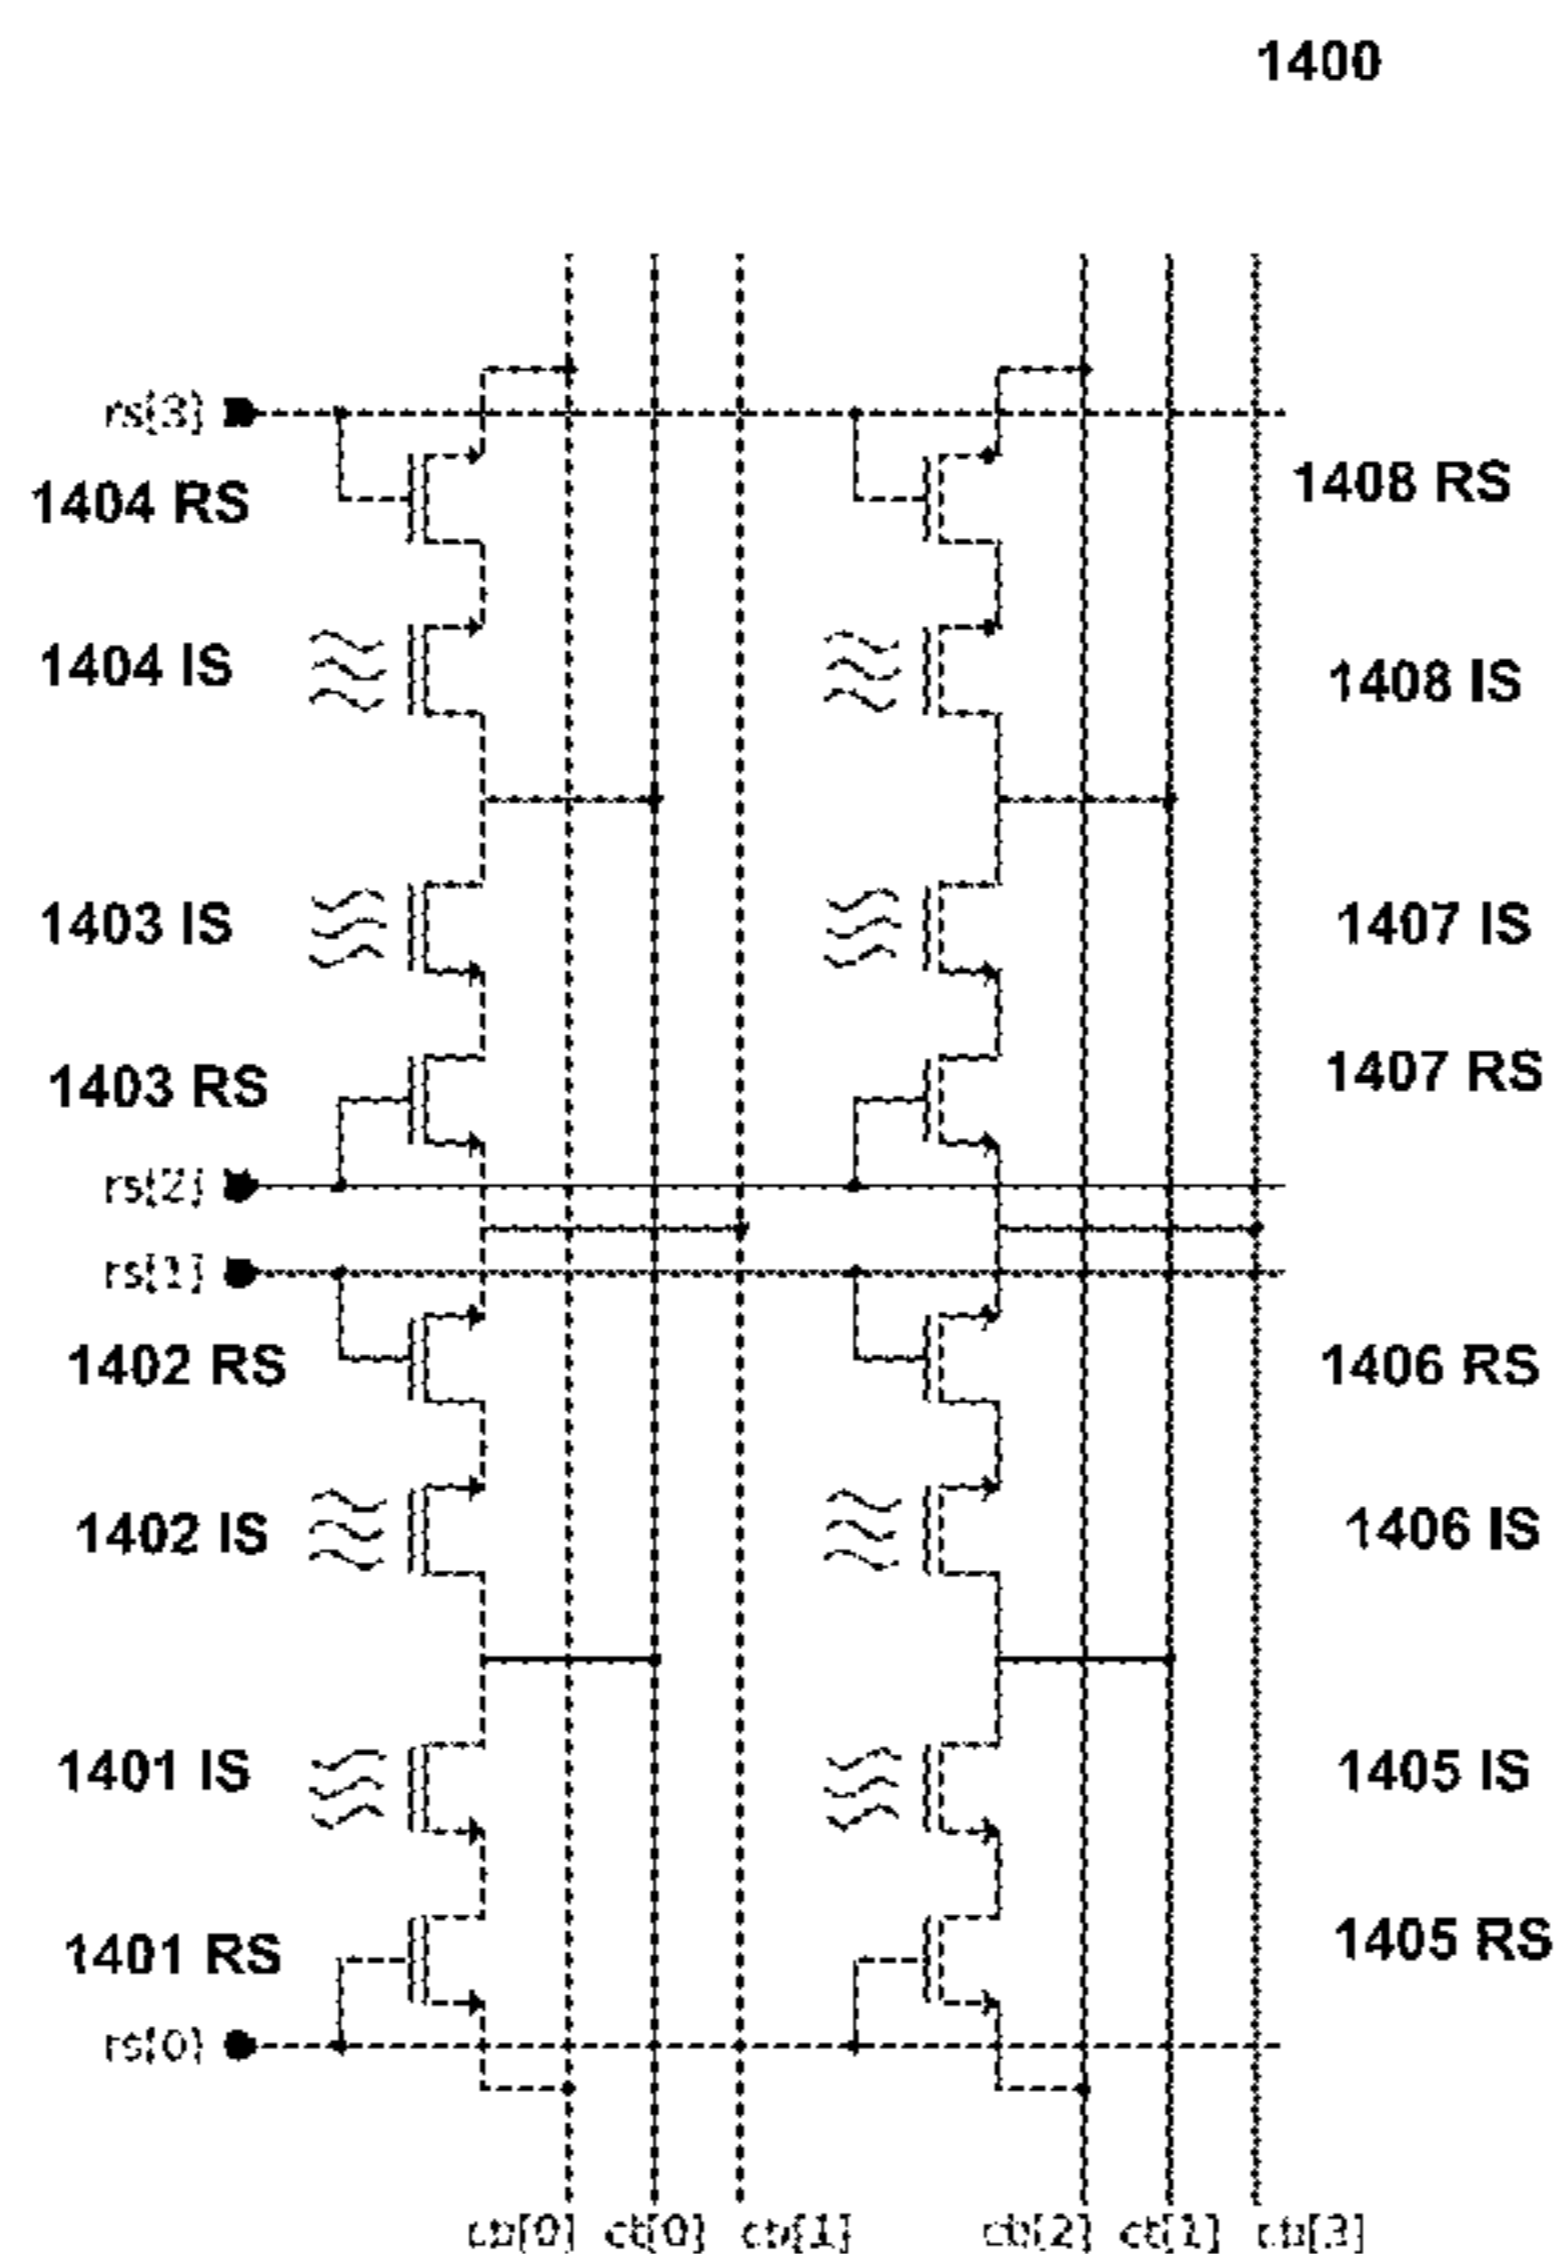 1400
rs[3]
1404 RS
1408 RS
1404 IS
1408 IS
1403 IS
1407 IS
1403 RS
1407 RS
rs[2]
rs[1]
1402 RS
1406 RS
1402 IS
1406 IS
1401 IS
1405 IS
1401 RS
1405 RS
rs[0]
cb[0] ct[0] cb[1] cb[2] ct[1] cb[3]